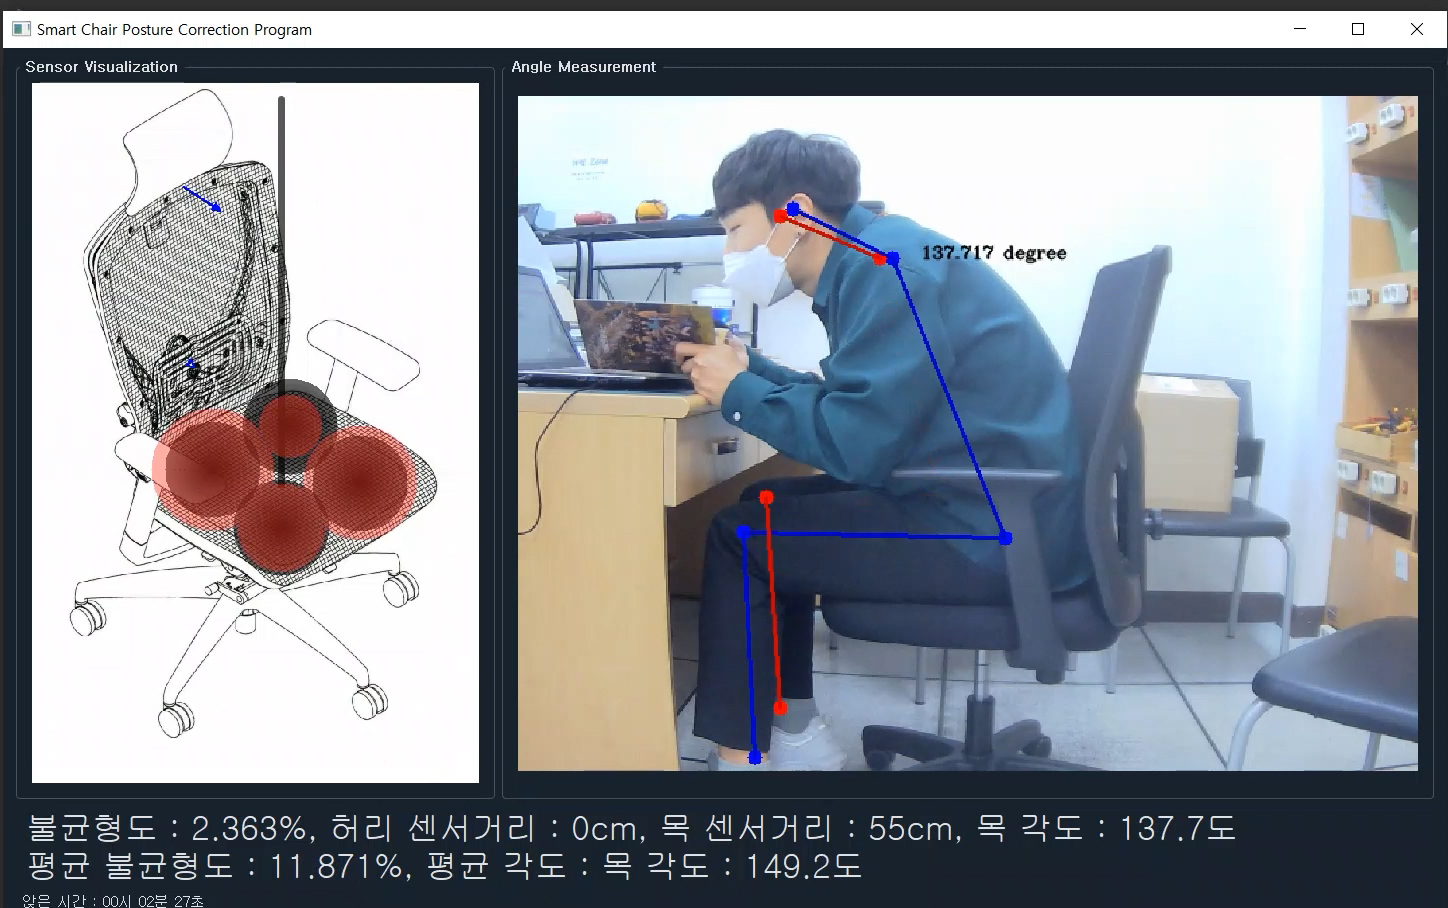 Smart Chair Posture Correction Program
Sensor Visualization
Angle Measurement
137.717 degree
불균형도 : 2.363%, 허리 센서거리 : 0cm, 목 센서거리 : 55cm, 목 각도 : 137.7도
평균 불균형도 : 11.871%, 평균 각도 : 목 각도 : 149.2도
앉은 시간 : 00시 02분 27초